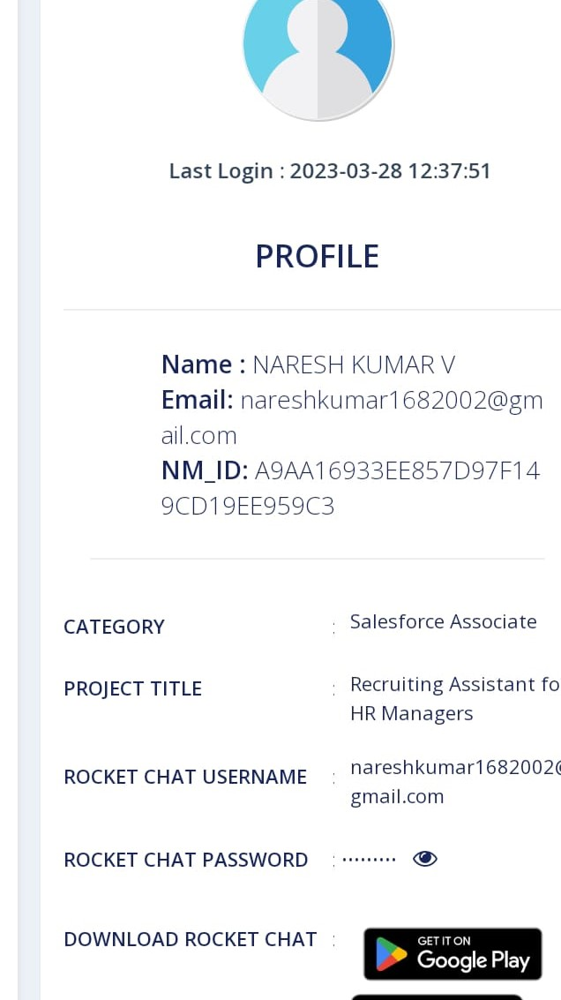 Last Login : 2023-03-28 12:37:51
PROFILE
Name : NARESH KUMAR V
Email: nareshkumar1682002@gm
ail.com
NM_ID: A9AA16933EE857D97F14
9CD19EE959C3
CATEGORY : Salesforce Associate
PROJECT TITLE : Recruiting Assistant fo
HR Managers
ROCKET CHAT USERNAME : nareshkumar1682002@
gmail.com
ROCKET CHAT PASSWORD : ·········
DOWNLOAD ROCKET CHAT :
GET IT ON
Google Play